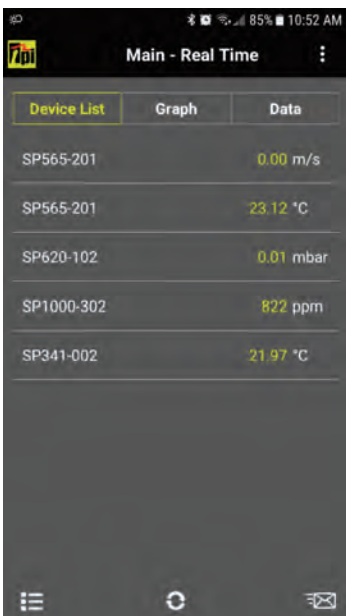 85% 10:52 AM
TPI Main - Real Time
Device List Graph Data
SP565-201 0.00 m/s
SP565-201 23.12 °C
SP620-102 0.01 mbar
SP1000-302 822 ppm
SP341-002 21.97 °C